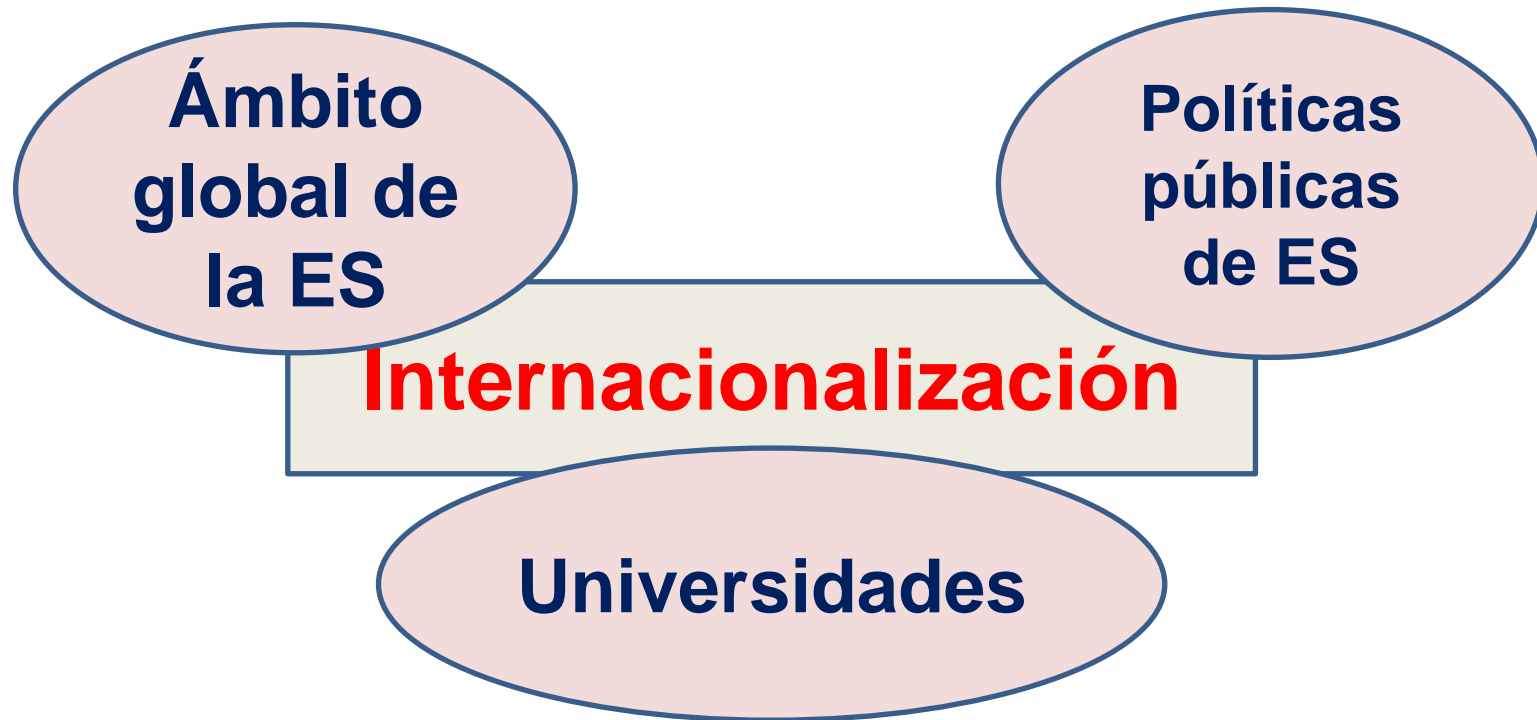 Ámbito
global de
la ES
Políticas
públicas
de ES
Internacionalización
Universidades